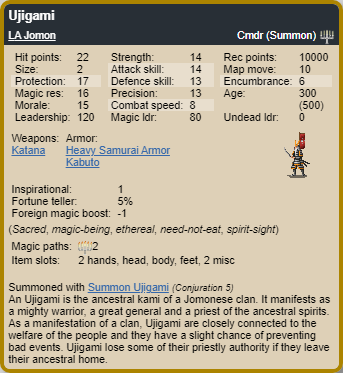 Ujigami
LA Jomon Cmdr (Summon)
Hit points: 22 Strength: 14 Rec points: 10000
Size: 2 Attack skill: 14 Map move: 10
Protection: 17 Defence skill: 13 Encumbrance: 6
Magic res: 16 Precision: 13 Age: 300
Morale: 15 Combat speed: 8 (500)
Leadership: 120 Magic ldr: 80 Undead ldr: 0
Weapons: Armor:
Katana Heavy Samurai Armor
Kabuto
Inspirational: 1
Fortune teller: 5%
Foreign magic boost: -1
(Sacred, magic-being, ethereal, need-not-eat, spirit-sight)
Magic paths: 2
Item slots: 2 hands, head, body, feet, 2 misc
Summoned with Summon Ujigami (Conjuration 5)
An Ujigami is the ancestral kami of a Jomonese clan. It manifests as
a mighty warrior, a great general and a priest of the ancestral spirits.
As a manifestation of a clan, Ujigami are closely connected to the
welfare of the people and they have a slight chance of preventing
bad events. Ujigami lose some of their priestly authority if they leave
their ancestral home.